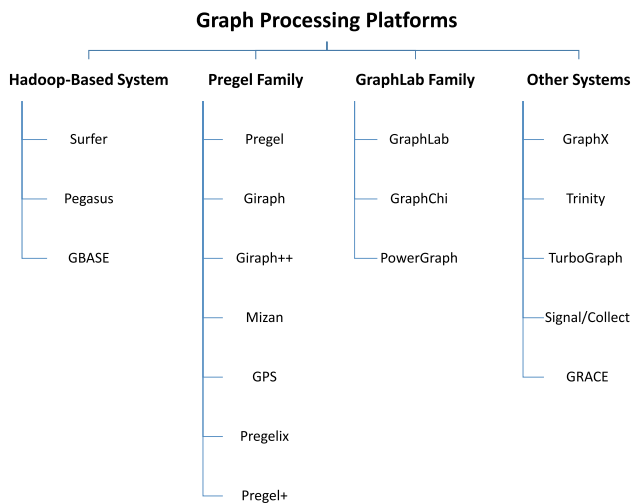 Graph Processing Platforms
Hadoop-Based System
Surfer
Pegasus
GBASE
Pregel Family
Pregel
Giraph
Giraph++
Mizan
GPS
Pregelix
Pregel+
GraphLab Family
GraphLab
GraphChi
PowerGraph
Other Systems
GraphX
Trinity
TurboGraph
Signal/Collect
GRACE